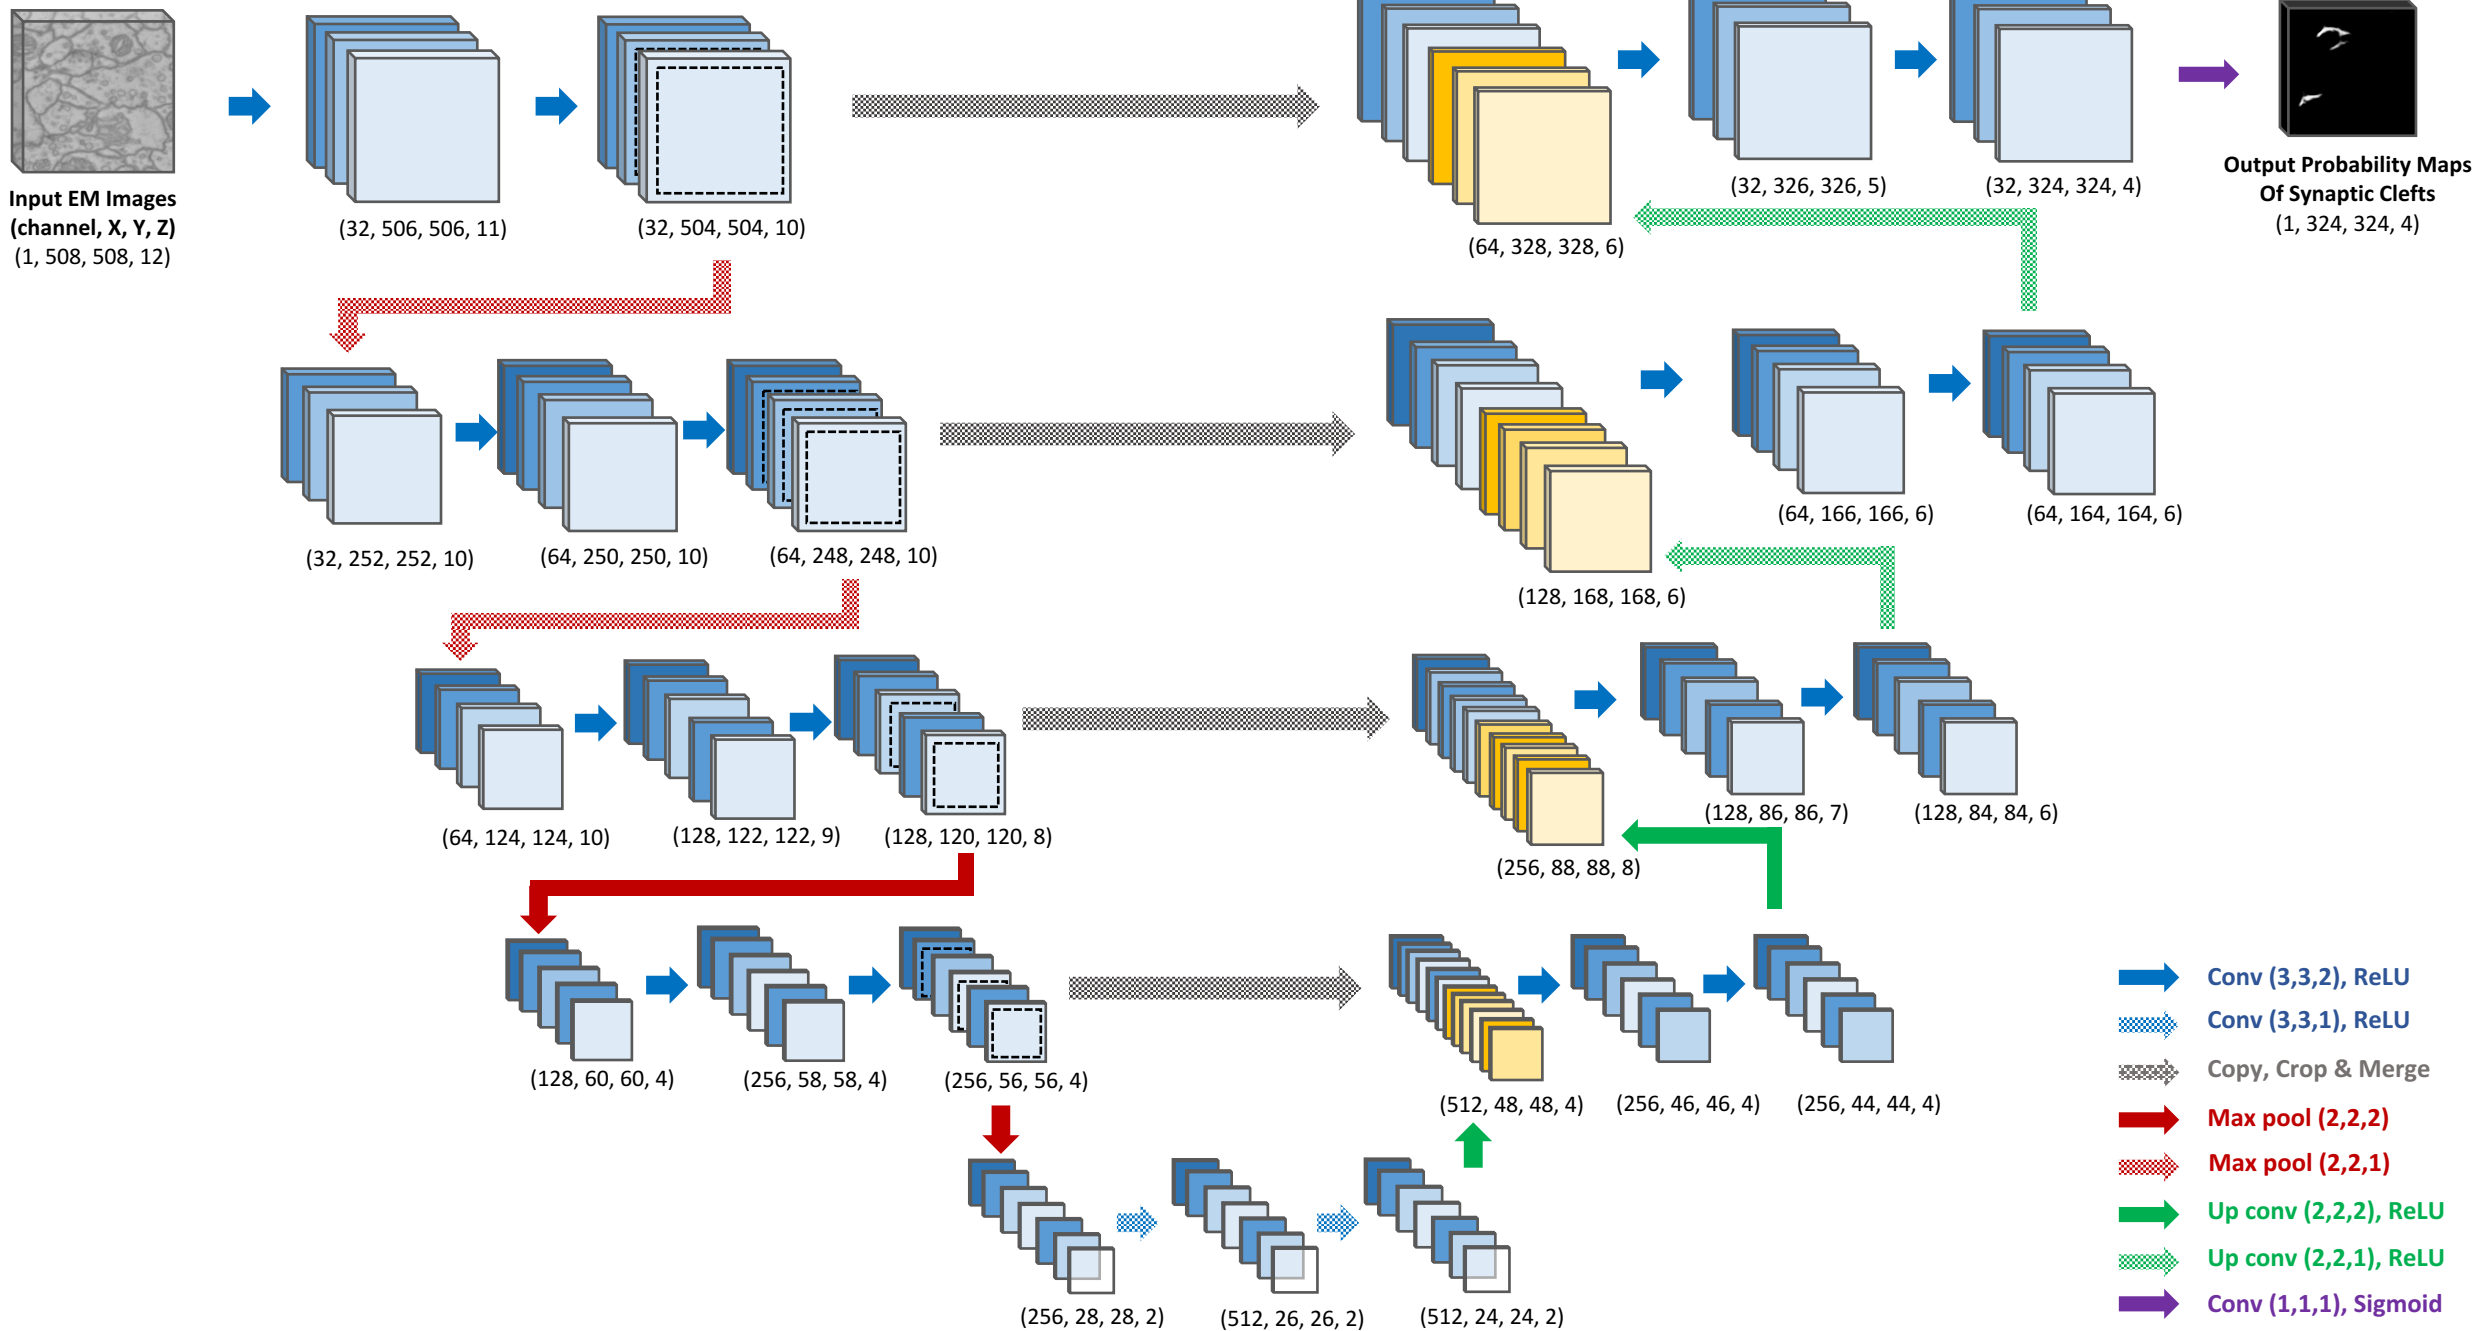 Input EM Images
(channel, X, Y, Z)
(1, 508, 508, 12)
(32, 506, 506, 11)
(32, 504, 504, 10)
(64, 328, 328, 6)
(32, 326, 326, 5)
(32, 324, 324, 4)
Output Probability Maps
Of Synaptic Clefts
(1, 324, 324, 4)
(32, 252, 252, 10)
(64, 250, 250, 10)
(64, 248, 248, 10)
(128, 168, 168, 6)
(64, 166, 166, 6)
(64, 164, 164, 6)
(64, 124, 124, 10)
(128, 122, 122, 9)
(128, 120, 120, 8)
(256, 88, 88, 8)
(128, 86, 86, 7)
(128, 84, 84, 6)
(128, 60, 60, 4)
(256, 58, 58, 4)
(256, 56, 56, 4)
(512, 48, 48, 4)
(256, 46, 46, 4)
(256, 44, 44, 4)
(256, 28, 28, 2)
(512, 26, 26, 2)
(512, 24, 24, 2)
Conv (3,3,2), ReLU
Conv (3,3,1), ReLU
Copy, Crop & Merge
Max pool (2,2,2)
Max pool (2,2,1)
Up conv (2,2,2), ReLU
Up conv (2,2,1), ReLU
Conv (1,1,1), Sigmoid